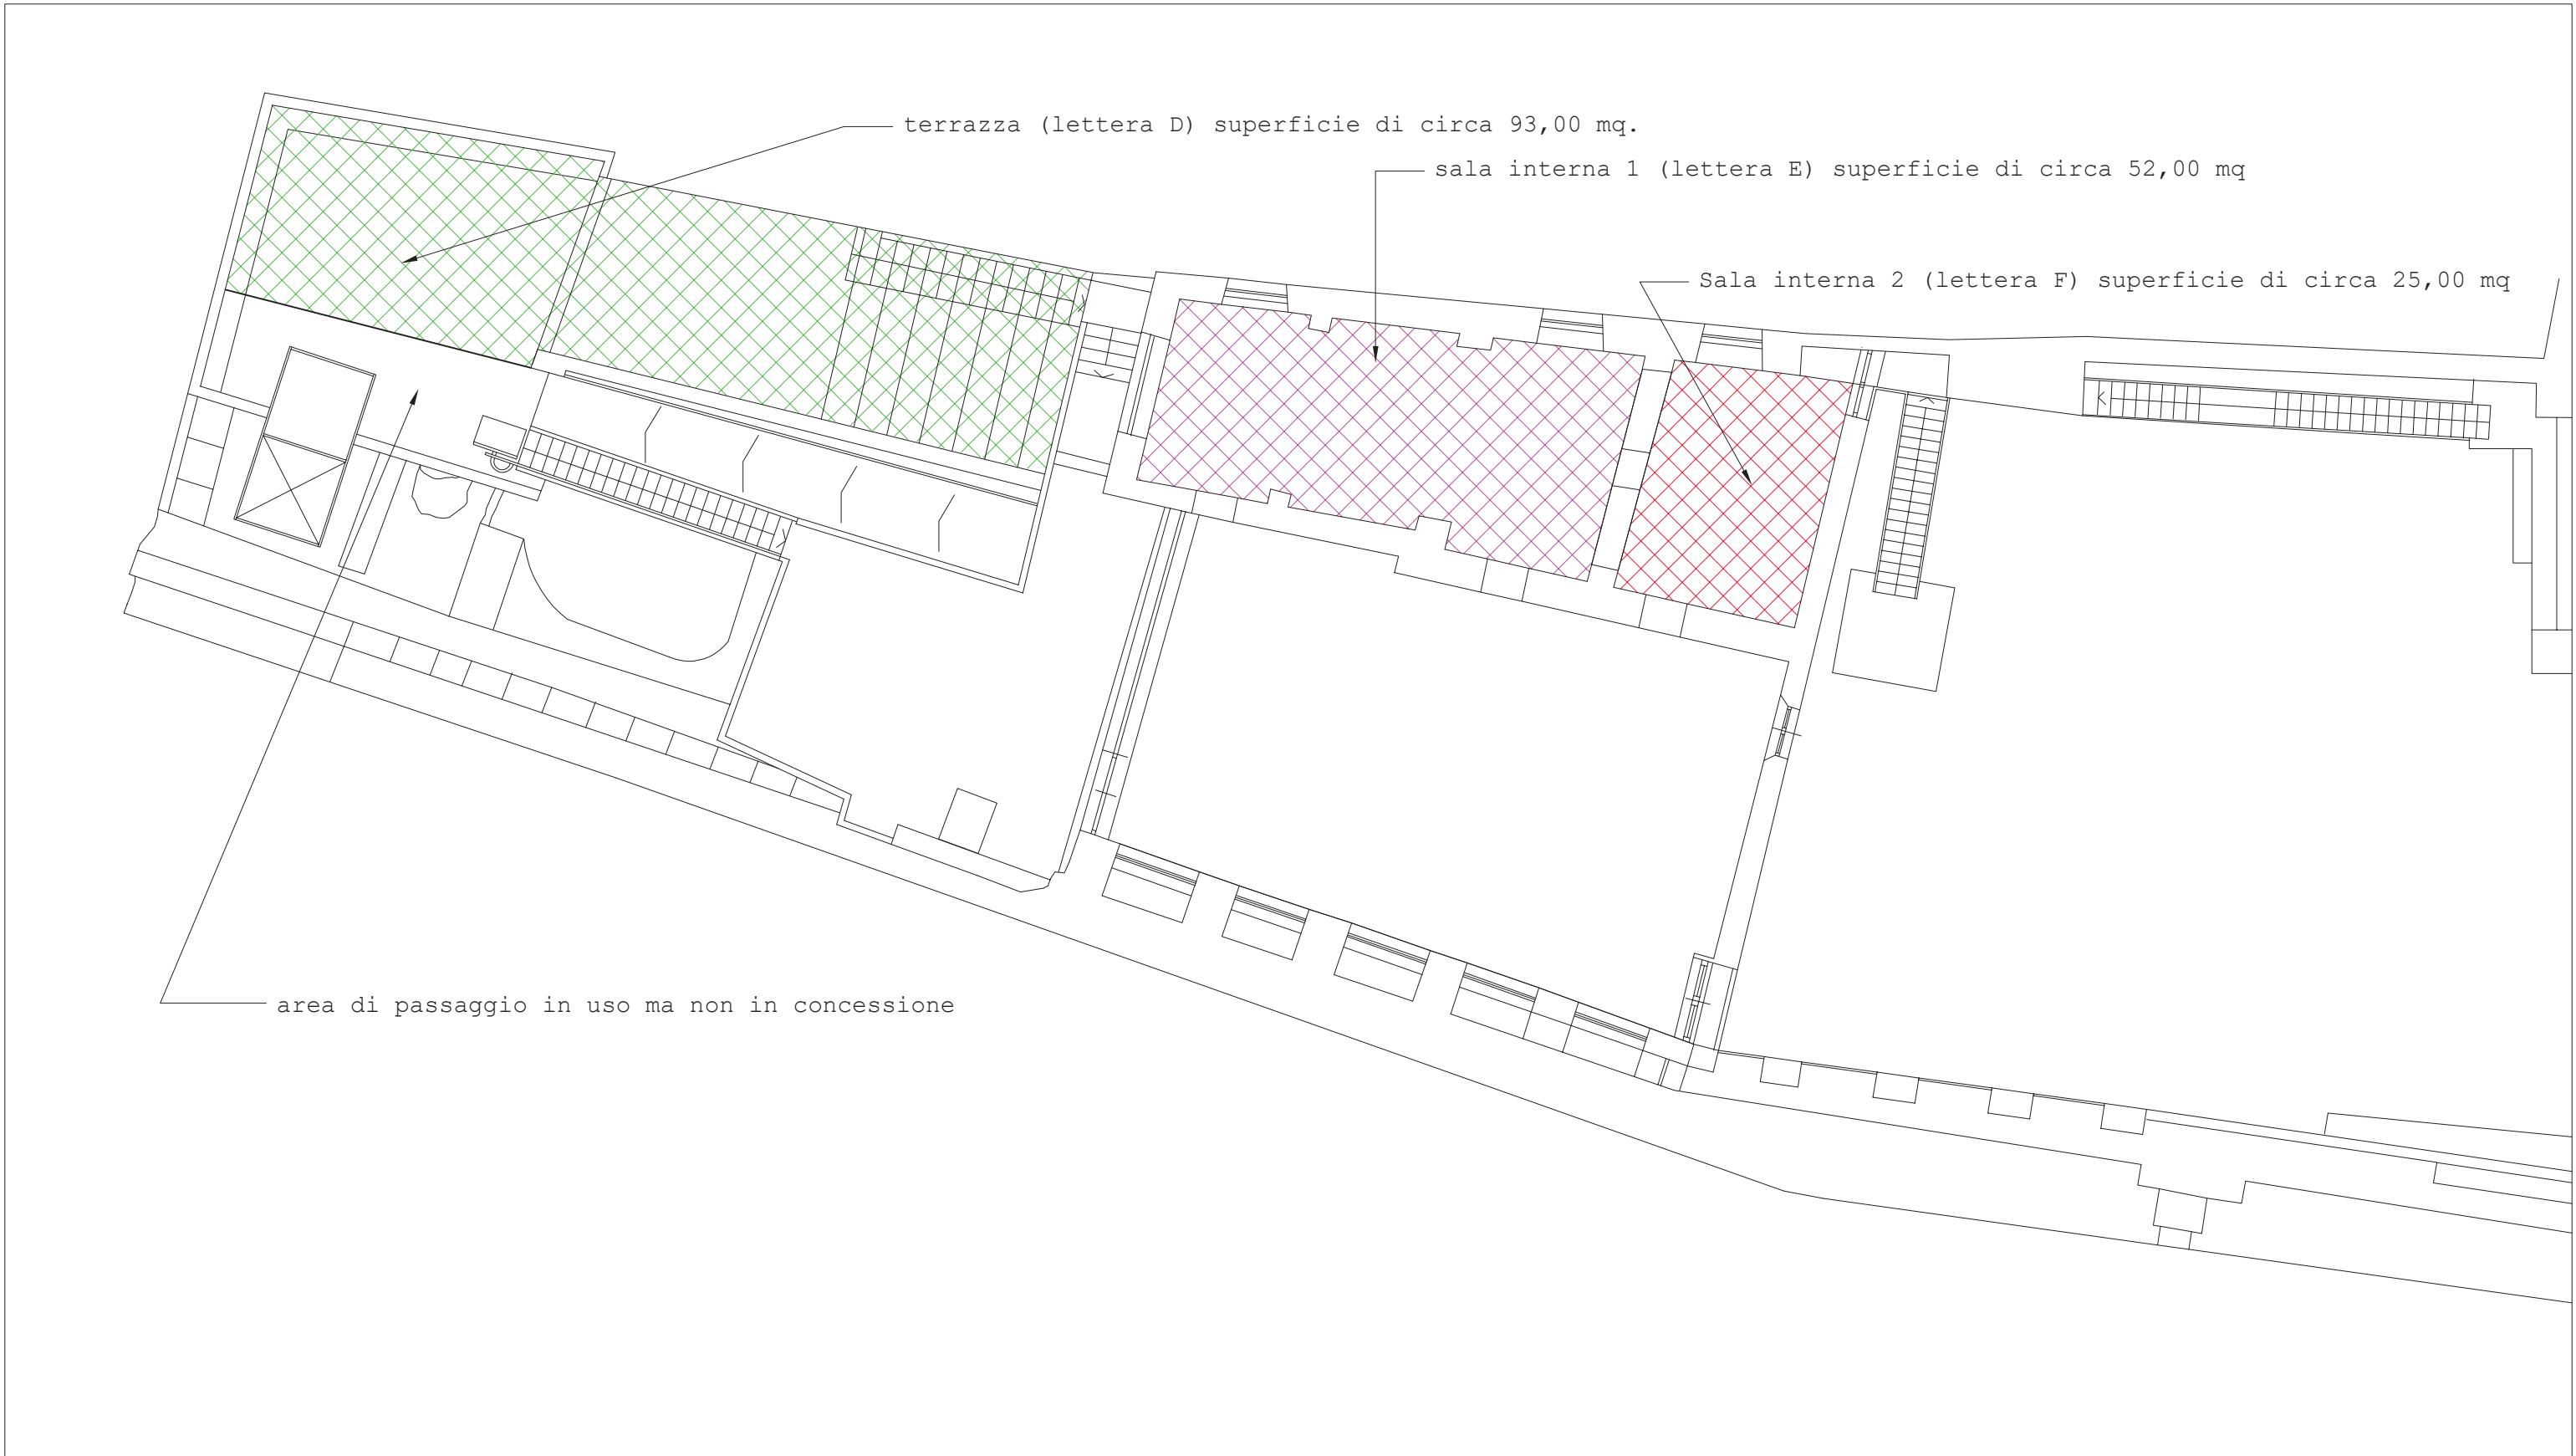 terrazza (lettera D) superficie di circa 93,00 mq.
sala interna 1 (lettera E) superficie di circa 52,00 mq
Sala interna 2 (lettera F) superficie di circa 25,00 mq
area di passaggio in uso ma non in concessione